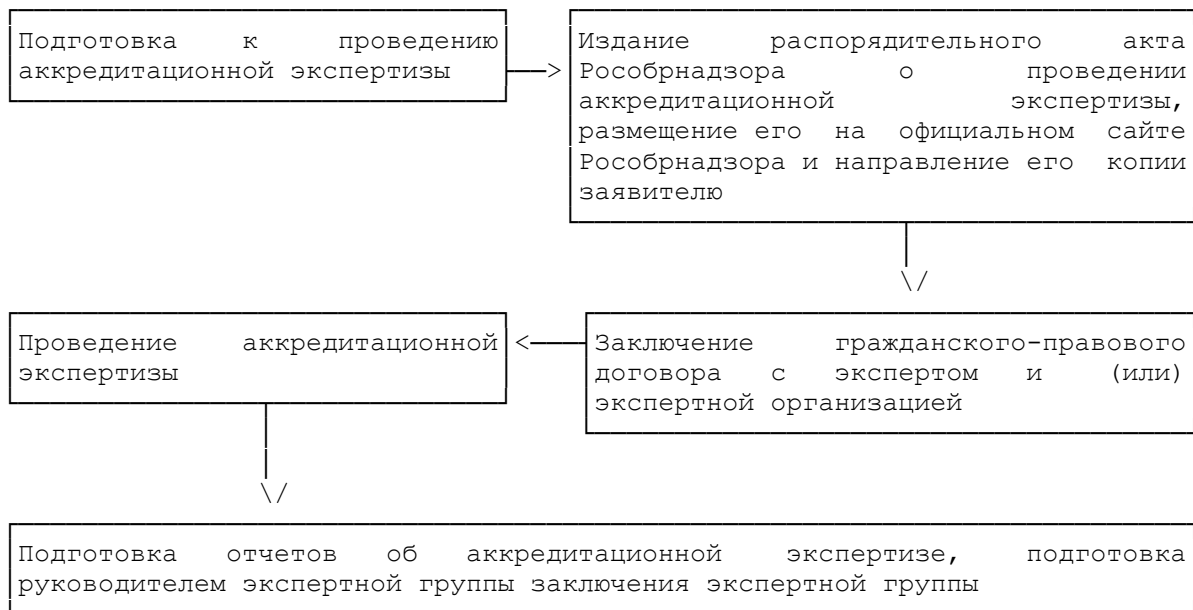 Подготовка к проведению
аккредитационной экспертизы
Издание распорядительного акта
Рособрнадзора о проведении
аккредитационной экспертизы,
размещение его на официальном сайте
Рособрнадзора и направление его копии
заявителю
Проведение аккредитационной
экспертизы
Заключение гражданского-правового
договора с экспертом и (или)
экспертной организацией
Подготовка отчетов об аккредитационной экспертизе, подготовка
руководителем экспертной группы заключения экспертной группы